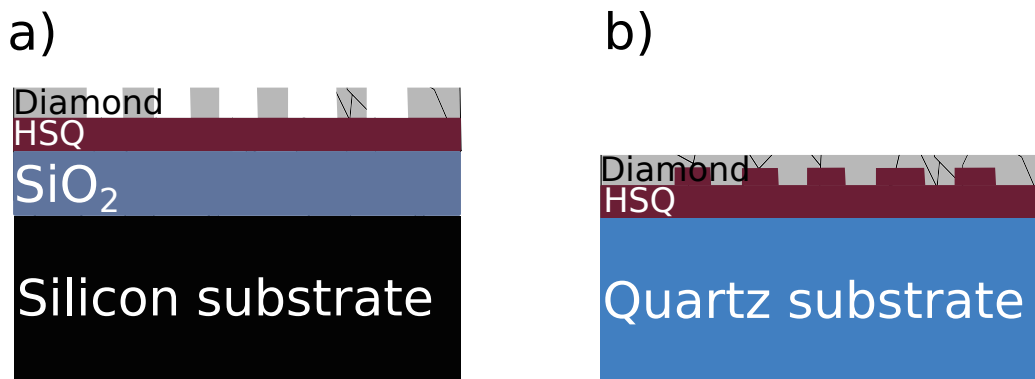 a)
Diamond
HSQ
SiO₂
Silicon substrate
b)
Diamond
HSQ
Quartz substrate